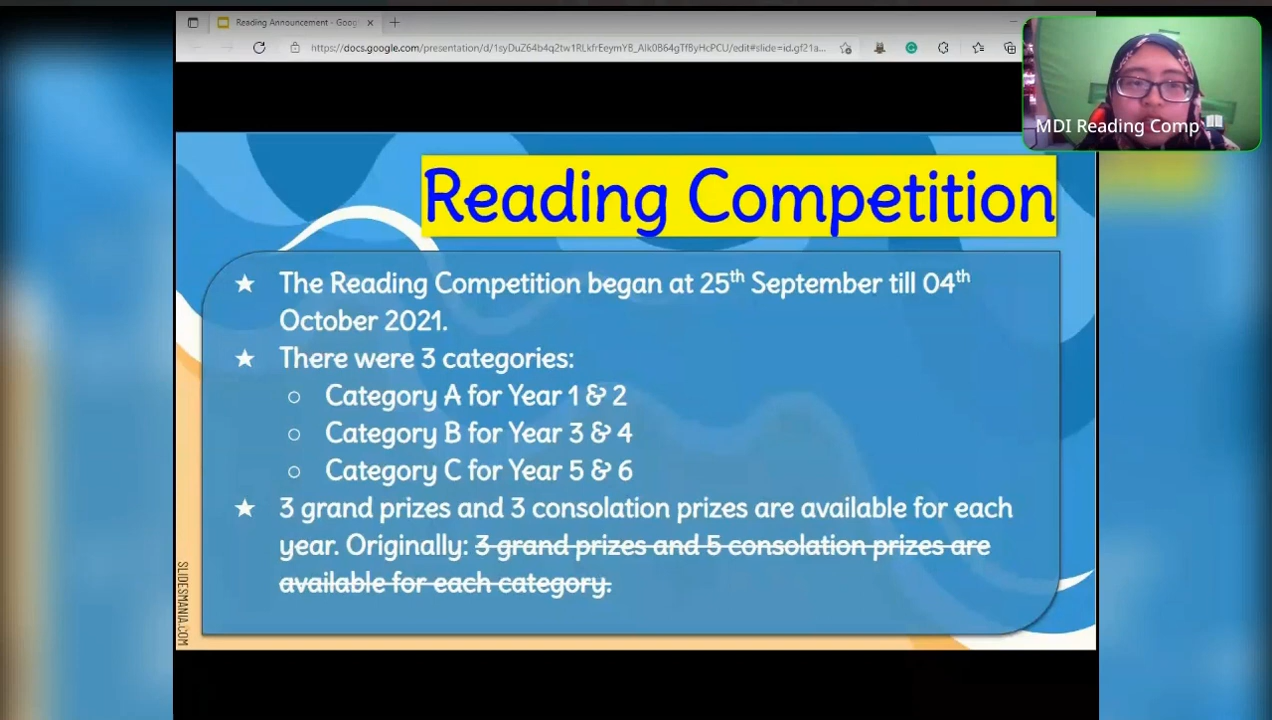 Reading Announcement - Goog
https://docs.google.com/presentation/d/1syDuZ64b4q2tw1RLkfrEeymYB_AIk0B64gTfByHcPCU/edit#slide=id.gf21a...
MDI Reading Comp
Reading Competition
★ The Reading Competition began at 25th September till 04th
October 2021.
★ There were 3 categories:
○ Category A for Year 1 & 2
○ Category B for Year 3 & 4
○ Category C for Year 5 & 6
★ 3 grand prizes and 3 consolation prizes are available for each
year. Originally: 3 grand prizes and 5 consolation prizes are
available for each category.
SLIDESMANIA.COM